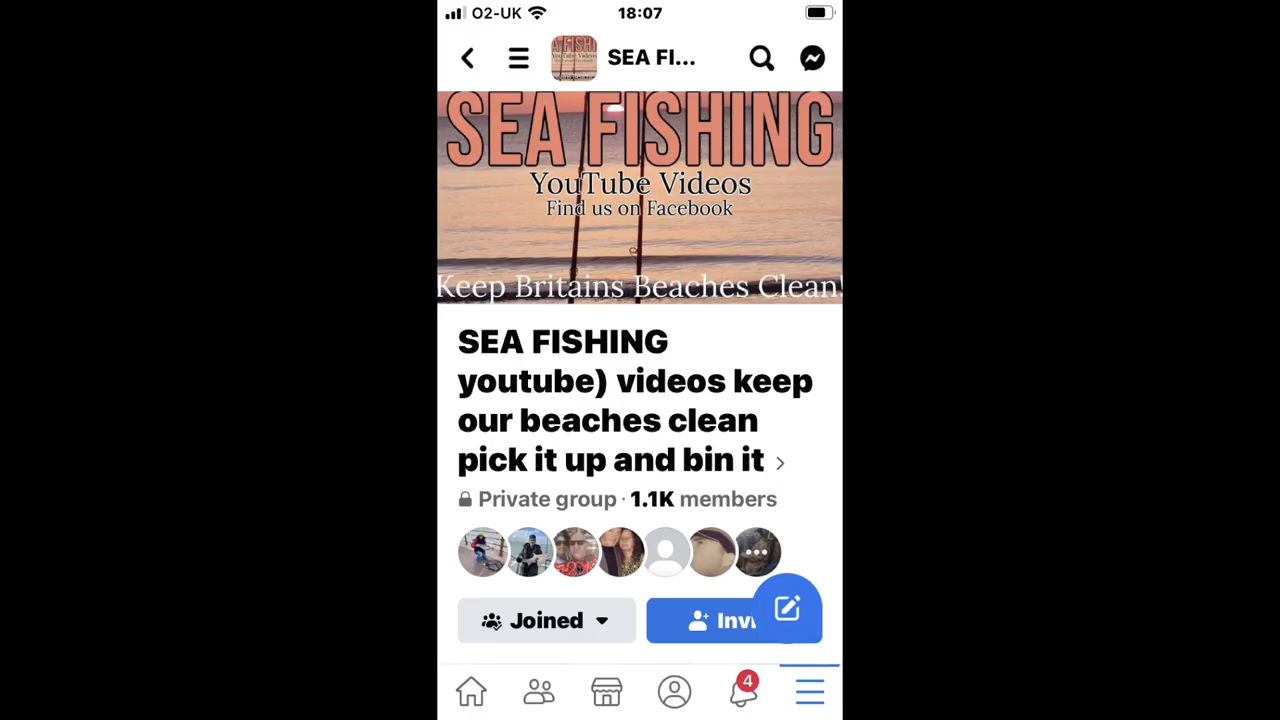 O2-UK 18:07
SEA FI...
SEA FISHING
YouTube Videos
Find us on Facebook
Keep Britains Beaches Clean!
SEA FISHING
youtube) videos keep
our beaches clean
pick it up and bin it
Private group · 1.1K members
Joined
Invi
4